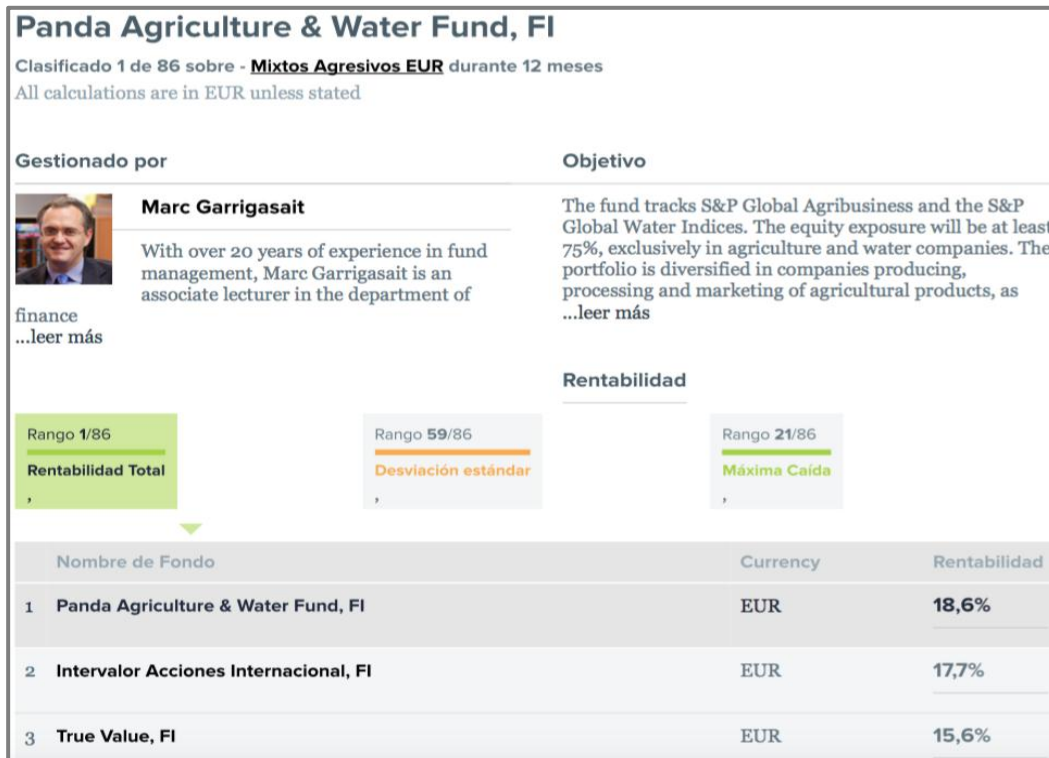 Panda Agriculture & Water Fund, FI
Clasificado 1 de 86 sobre - Mixtos Agresivos EUR durante 12 meses
All calculations are in EUR unless stated
Gestionado por
Marc Garrigasait
With over 20 years of experience in fund
management, Marc Garrigasait is an
associate lecturer in the department of
finance
...leer más
Objetivo
The fund tracks S&P Global Agribusiness and the S&P
Global Water Indices. The equity exposure will be at least
75%, exclusively in agriculture and water companies. The
portfolio is diversified in companies producing,
processing and marketing of agricultural products, as
...leer más
Rentabilidad
Rango 1/86
Rentabilidad Total
,
Rango 59/86
Desviación estándar
,
Rango 21/86
Máxima Caída
,
Nombre de Fondo Currency Rentabilidad
1 Panda Agriculture & Water Fund, FI EUR 18,6%
2 Intervalor Acciones Internacional, FI EUR 17,7%
3 True Value, FI EUR 15,6%